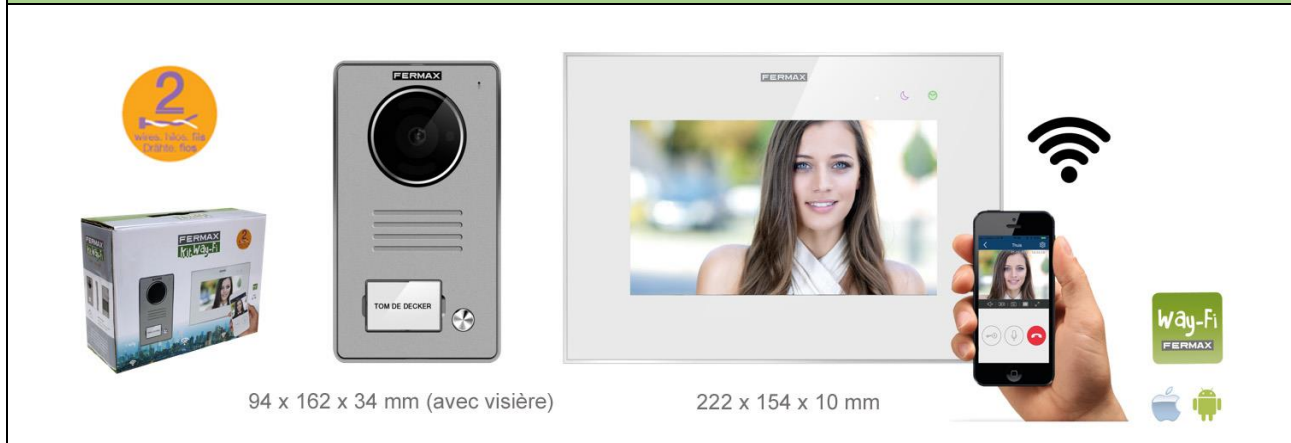 2
wires, hilos, fils
Drähte, fios
FERMAX
KIT Way-Fi
2
FERMAX
TOM DE DECKER
FERMAX
Way-Fi
FERMAX
94 x 162 x 34 mm (avec visière)
222 x 154 x 10 mm